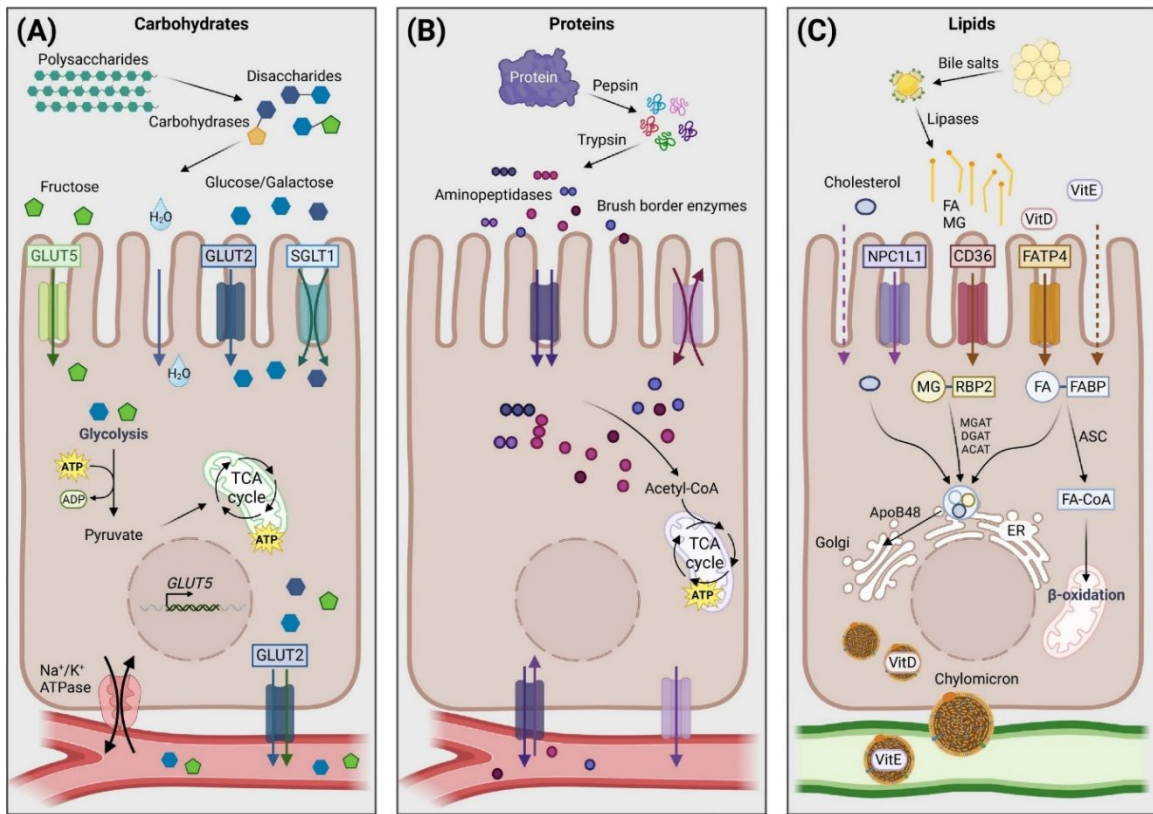 (A)
Carbohydrates
Polysaccharides
Disaccharides
Carbohydrases
Fructose
H₂O
Glucose/Galactose
GLUT5
GLUT2
SGLT1
H₂O
Glycolysis
ATP
ADP
Pyruvate
TCA
cycle
ATP
GLUT5
GLUT2
Na⁺/K⁺
ATPase
(B)
Proteins
Protein
Pepsin
Trypsin
Aminopeptidases
Brush border enzymes
Acetyl-CoA
TCA
cycle
ATP
(C)
Lipids
Bile salts
Lipases
Cholesterol
FA
MG
VitD
VitE
NPC1L1
CD36
FATP4
MG
RBP2
FA
FABP
MGAT
DGAT
ACAT
ASC
FA-CoA
ApoB48
Golgi
ER
β-oxidation
VitD
Chylomicron
VitE